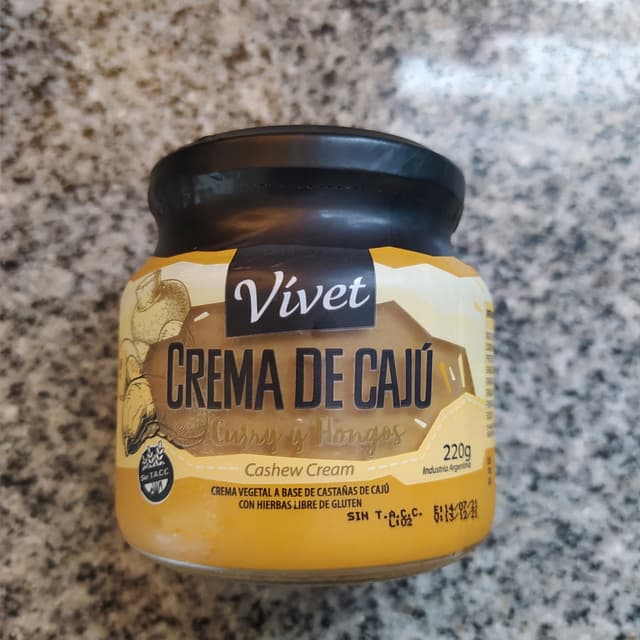 Vívet
CREMA DE CAJÚ
Curry y Hongos
Cashew Cream
220g
Industria Argentina
Sin T.A.C.C.
CREMA VEGETAL A BASE DE CASTAÑAS DE CAJÚ
CON HIERBAS LIBRE DE GLUTEN
SIN T.A.C.C.